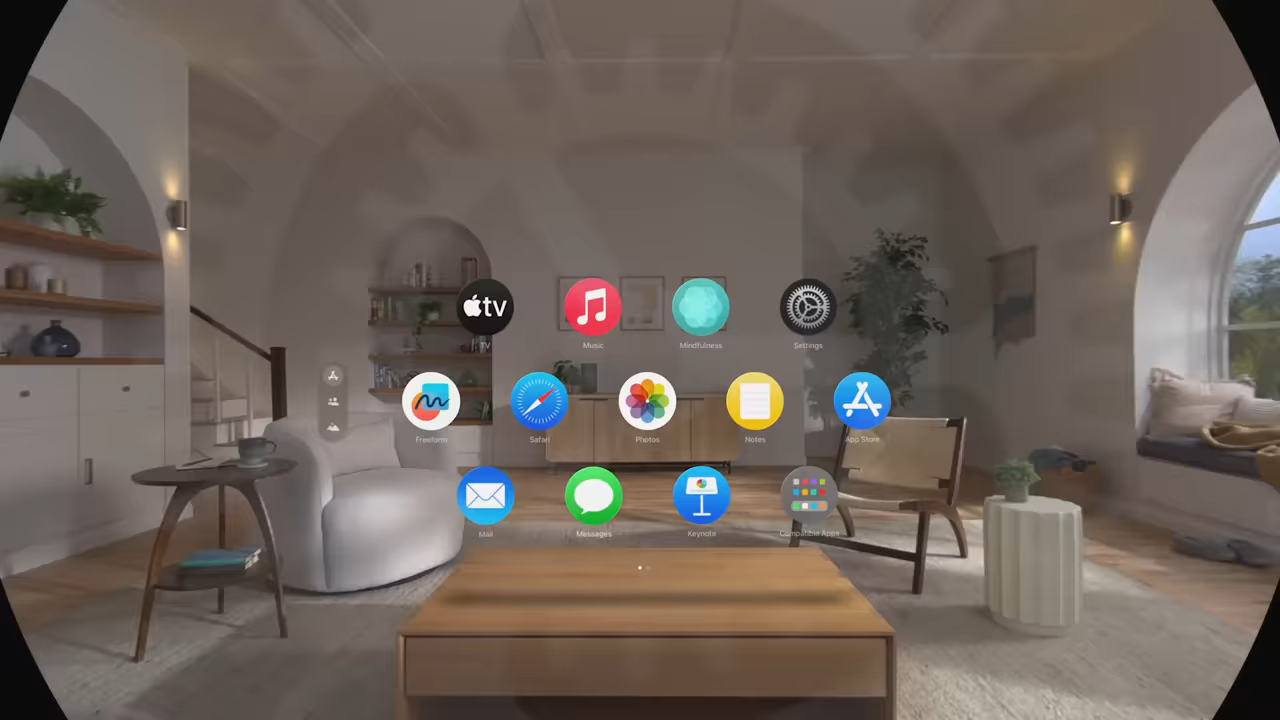 tv
TV
Music
Mindfulness
Settings
Freeform
Safari
Photos
Notes
App Store
Mail
Messages
Keynote
Compatible Apps